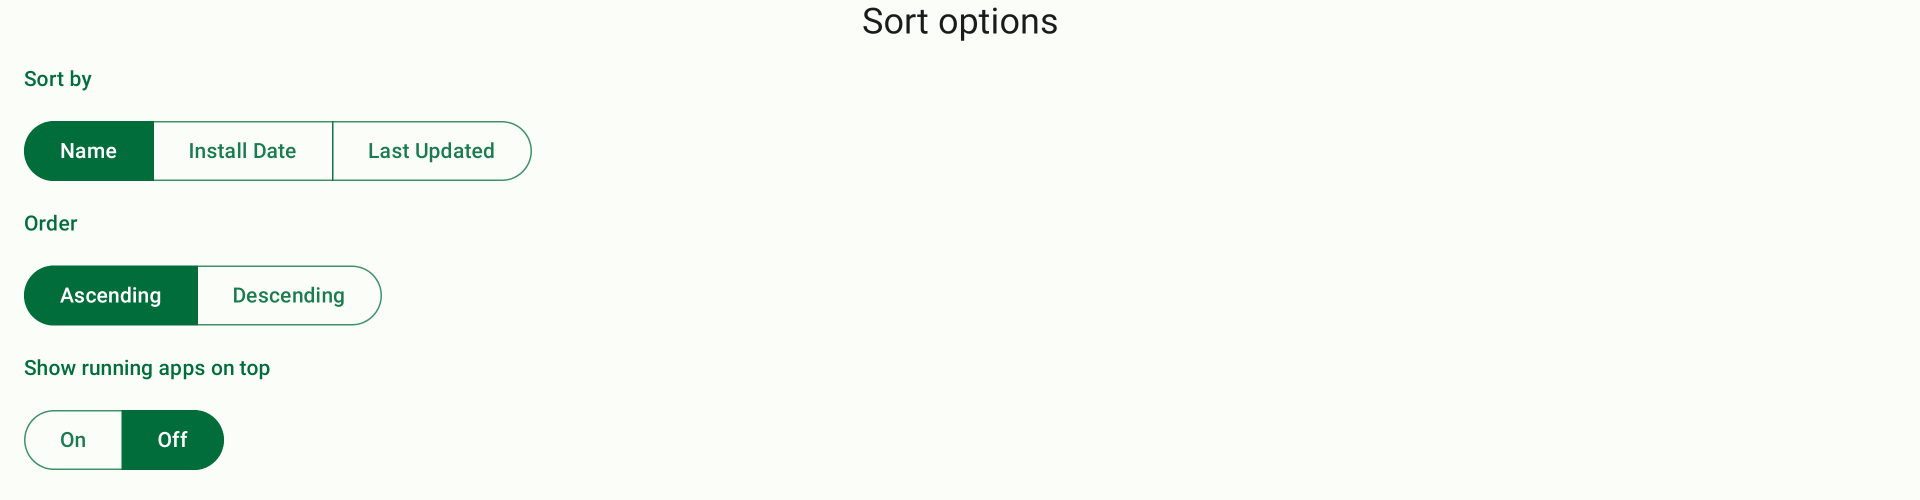 Sort options
Sort by
Name Install Date Last Updated
Order
Ascending Descending
Show running apps on top
On Off